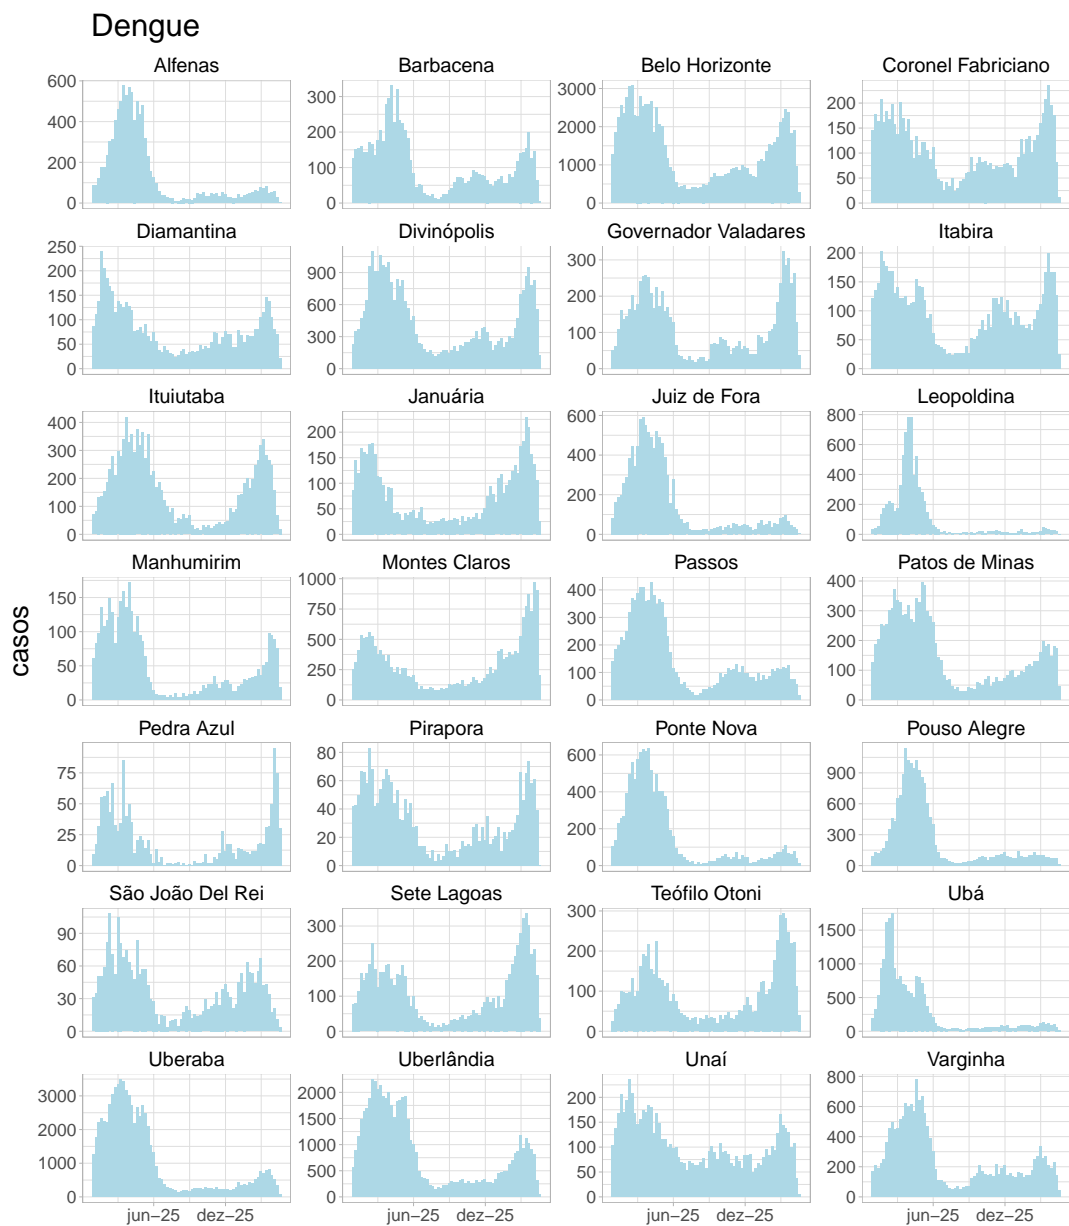 Dengue
Alfenas Barbacena Belo Horizonte Coronel Fabriciano
600 400 200 0
300 200 100 0
3000 2000 1000 0
200 150 100 50 0
Diamantina Divinópolis Governador Valadares Itabira
250 200 150 100 50 0
900 600 300 0
300 200 100 0
200 150 100 50 0
Ituiutaba Januária Juiz de Fora Leopoldina
400 300 200 100 0
200 150 100 50 0
600 400 200 0
800 600 400 200 0
Manhumirim Montes Claros Passos Patos de Minas
150 100 50 0
1000 750 500 250 0
400 300 200 100 0
400 300 200 100 0
casos
Pedra Azul Pirapora Ponte Nova Pouso Alegre
75 50 25 0
80 60 40 20 0
600 400 200 0
900 600 300 0
São João Del Rei Sete Lagoas Teófilo Otoni Ubá
90 60 30 0
300 200 100 0
300 200 100 0
1500 1000 500 0
Uberaba Uberlândia Unaí Varginha
3000 2000 1000 0
2000 1500 1000 500 0
200 150 100 50 0
800 600 400 200 0
jun−25 dez−25 jun−25 dez−25 jun−25 dez−25 jun−25 dez−25